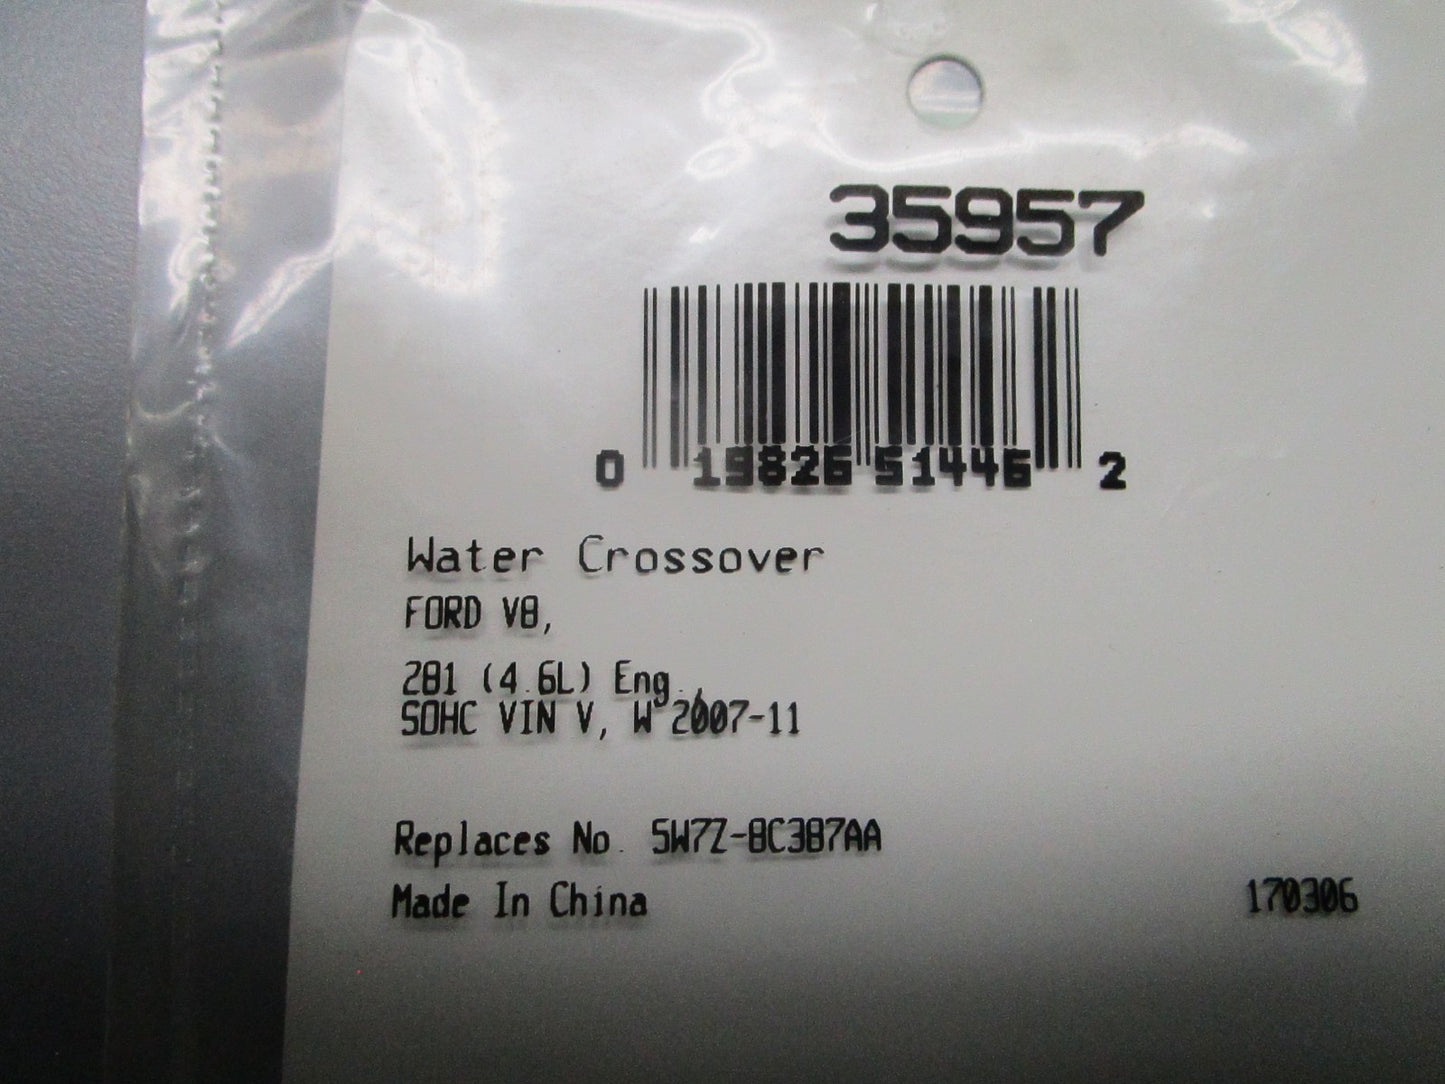 35957
0 19826 51446 2
Water Crossover
FORD V8,
281 (4.6L) Eng.,
SOHC VIN V, W 2007-11
Replaces No. 5W7Z-8C387AA
Made In China
170306